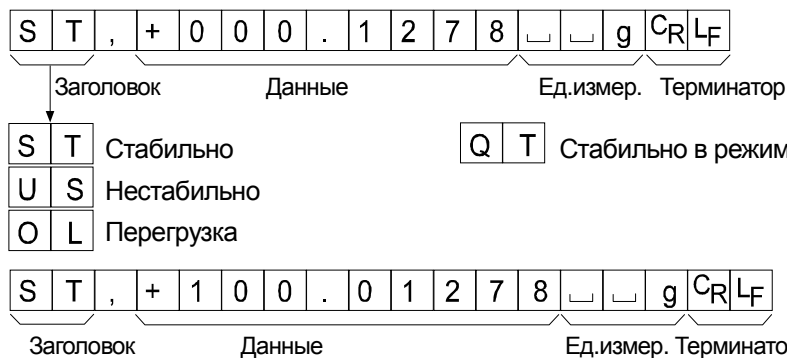 S T , + 0 0 0 . 1 2 7 8 ␣ ␣ g CR LF
Заголовок Данные Ед.измер. Терминатор
S T Стабильно Q T Стабильно в режим
U S Нестабильно
O L Перегрузка
S T , + 1 0 0 . 0 1 2 7 8 ␣ ␣ g CR LF
Заголовок Данные Ед.измер. Терминато